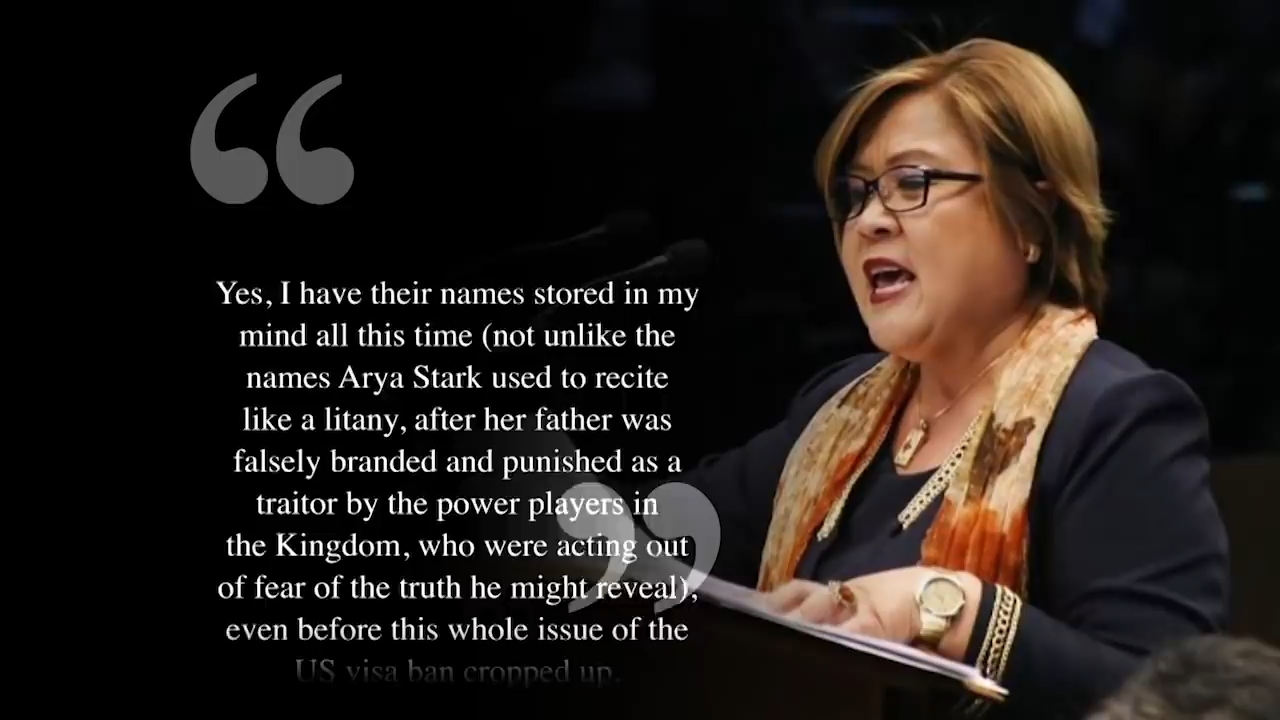 Yes, I have their names stored in my
mind all this time (not unlike the
names Arya Stark used to recite
like a litany, after her father was
falsely branded and punished as a
traitor by the power players in
the Kingdom, who were acting out
of fear of the truth he might reveal),
even before this whole issue of the
US visa ban cropped up.